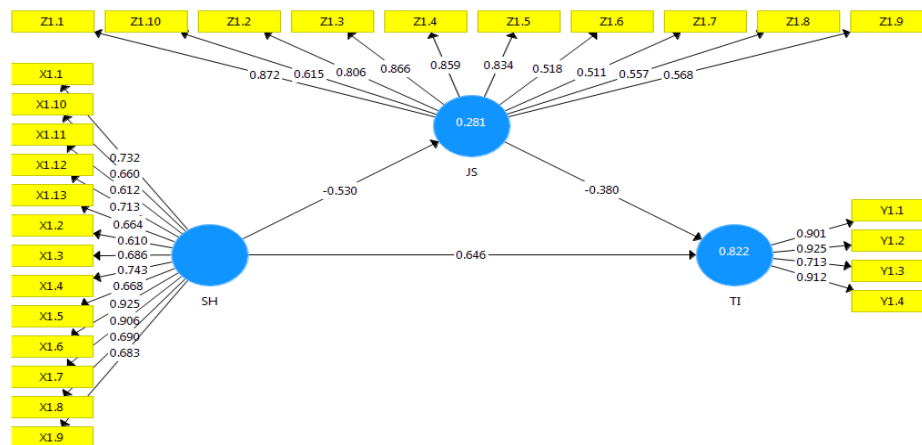 Z1.1 Z1.10 Z1.2 Z1.3 Z1.4 Z1.5 Z1.6 Z1.7 Z1.8 Z1.9
0.872 0.615 0.806 0.866 0.859 0.834 0.518 0.511 0.557 0.568
X1.1
X1.10
X1.11
X1.12
X1.13
X1.2
X1.3
X1.4
X1.5
X1.6
X1.7
X1.8
X1.9
0.732
0.660
0.612
0.713
0.664
0.610
0.686
0.743
0.668
0.925
0.906
0.690
0.683
SH
-0.530
0.281
JS
-0.380
0.646
0.822
TI
0.901
0.925
0.713
0.912
Y1.1
Y1.2
Y1.3
Y1.4